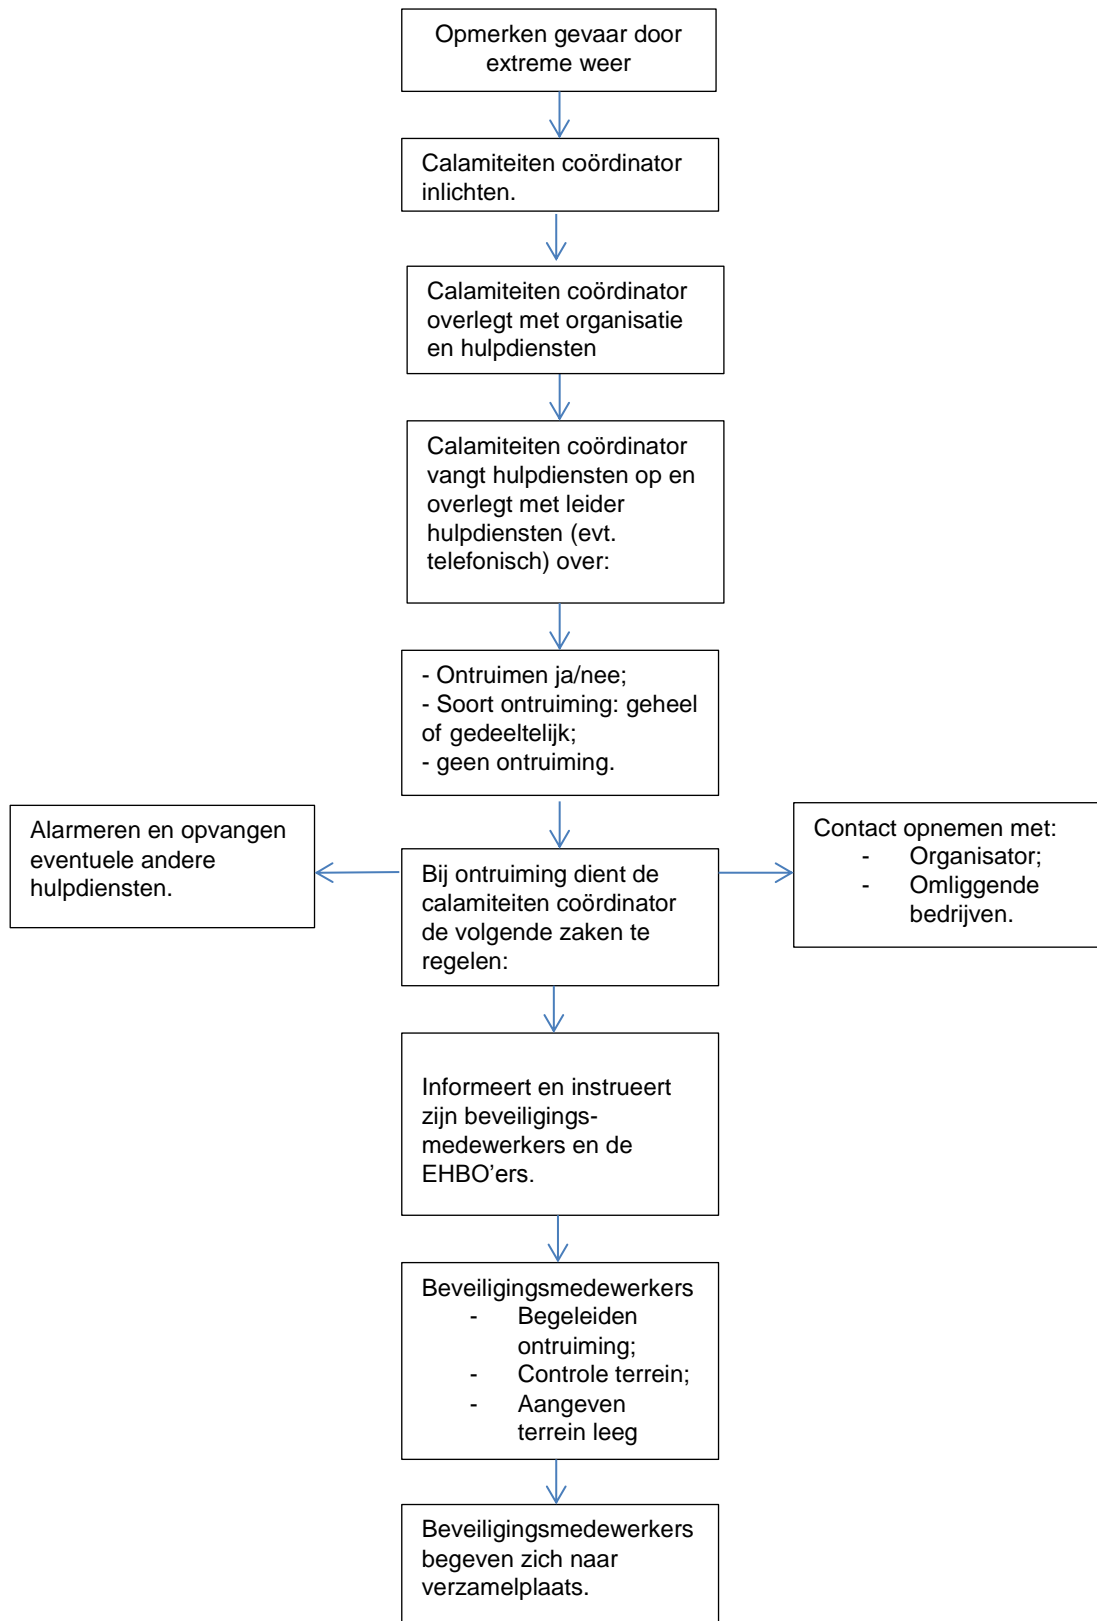 Opmerken gevaar door
extreme weer
Calamiteiten coördinator
inlichten.
Calamiteiten coördinator
overlegt met organisatie
en hulpdiensten
Calamiteiten coördinator
vangt hulpdiensten op en
overlegt met leider
hulpdiensten (evt.
telefonisch) over:
- Ontruimen ja/nee;
- Soort ontruiming: geheel
of gedeeltelijk;
- geen ontruiming.
Alarmeren en opvangen
eventuele andere
hulpdiensten.
Bij ontruiming dient de
calamiteiten coördinator
de volgende zaken te
regelen:
Contact opnemen met:
- Organisator;
- Omliggende
bedrijven.
Informeert en instrueert
zijn beveiligings-
medewerkers en de
EHBO’ers.
Beveiligingsmedewerkers
- Begeleiden
ontruiming;
- Controle terrein;
- Aangeven
terrein leeg
Beveiligingsmedewerkers
begeven zich naar
verzamelplaats.